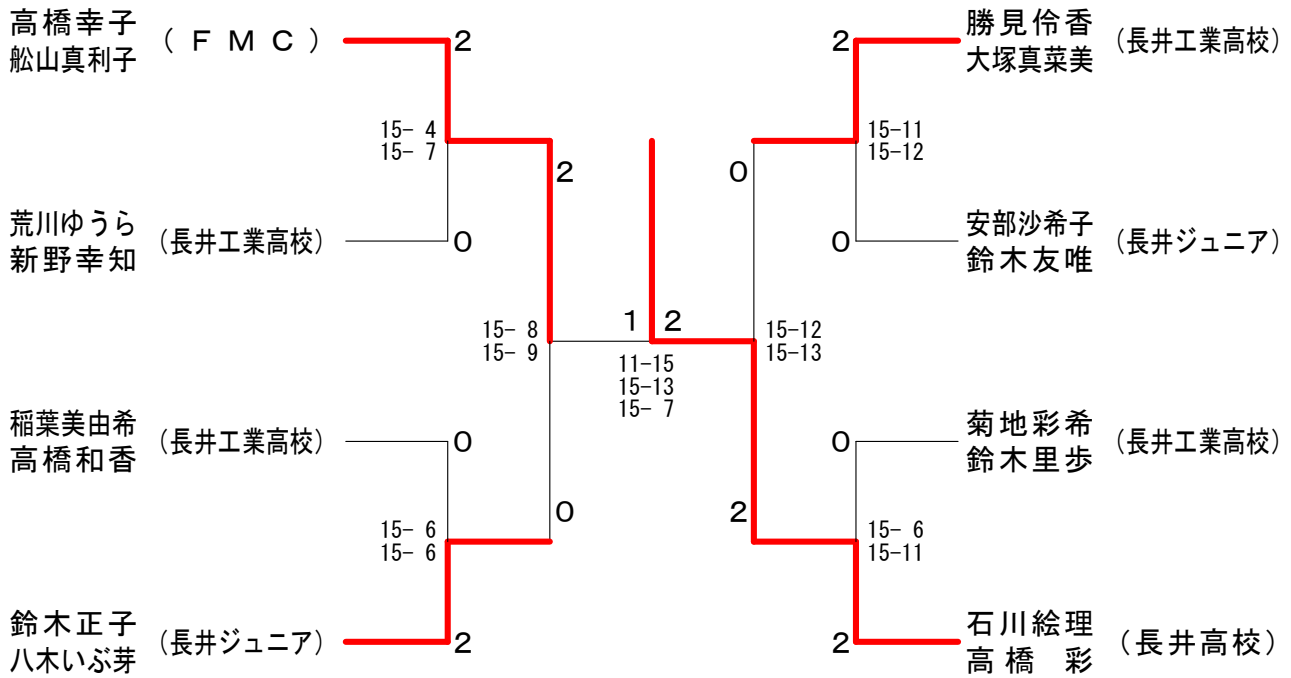 高橋幸子
舩山真利子
(ＦＭＣ)
2
15- 4
15- 7
荒川ゆうら
新野幸知
(長井工業高校)
0
2
15- 8
15- 9
稲葉美由希
高橋和香
(長井工業高校)
0
15- 6
15- 6
0
鈴木正子
八木いぶ芽
(長井ジュニア)
2
1 2
11-15
15-13
15- 7
勝見伶香
大塚真菜美
(長井工業高校)
2
15-11
15-12
0
安部沙希子
鈴木友唯
(長井ジュニア)
0
15-12
15-13
菊地彩希
鈴木里歩
(長井工業高校)
0
2
15- 6
15-11
石川絵理
高橋　彩
(長井高校)
2